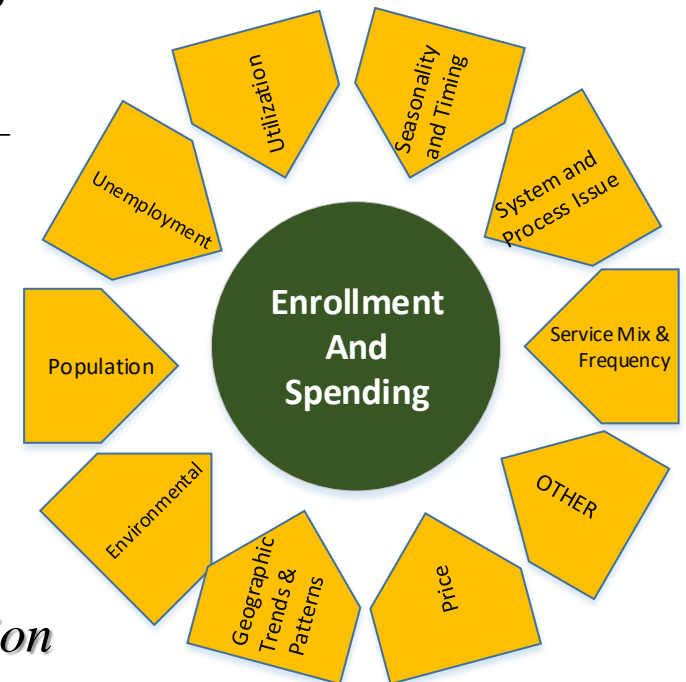 Utilization
Seasonality
and Timing
Unemployment
System and
Process Issue
Enrollment
And
Spending
Service Mix &
Frequency
Population
OTHER
Environmental
Geographic
Trends &
Patterns
Price
on